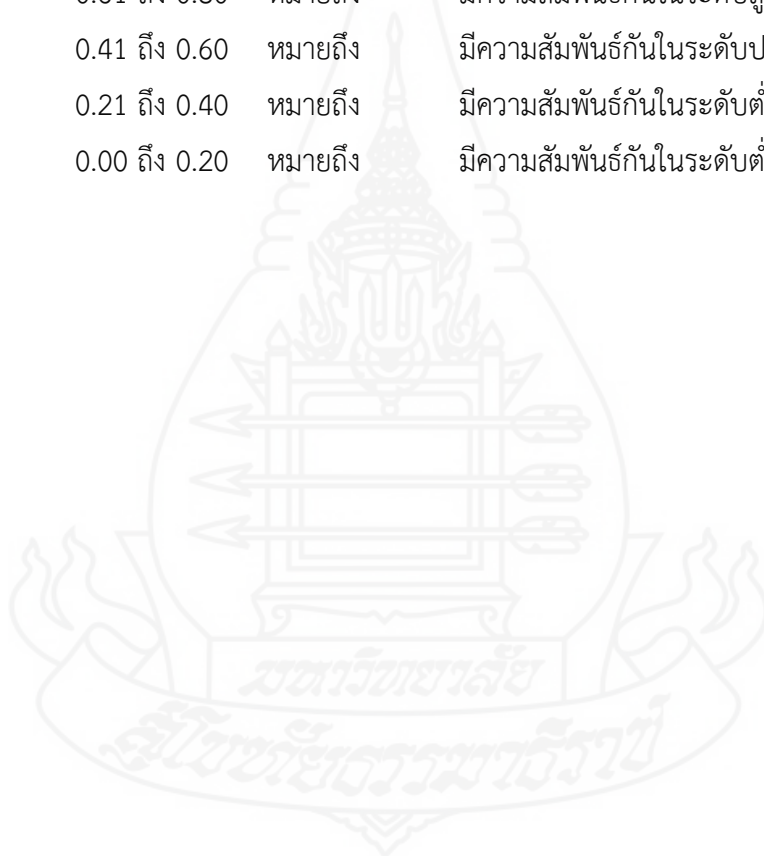 0.41 ถึง 0.60 หมายถึง มีความสัมพันธ์กันในระดับป
0.21 ถึง 0.40 หมายถึง มีความสัมพันธ์กันในระดับต่
0.00 ถึง 0.20 หมายถึง มีความสัมพันธ์กันในระดับต่
มหาวิทยาลัย
สุโขทัยธรรมาธิราช